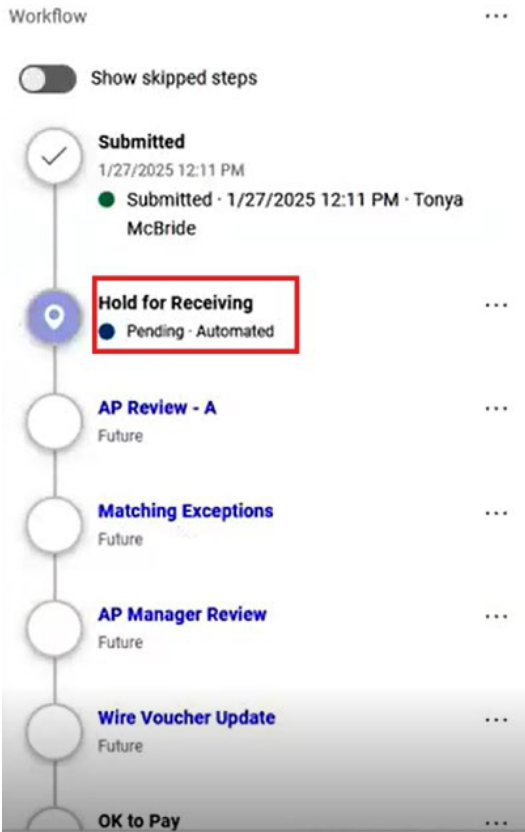 Workflow
Show skipped steps
Submitted
1/27/2025 12:11 PM
Submitted · 1/27/2025 12:11 PM · Tonya
McBride
Hold for Receiving
Pending · Automated
AP Review - A
Future
Matching Exceptions
Future
AP Manager Review
Future
Wire Voucher Update
Future
OK to Pay